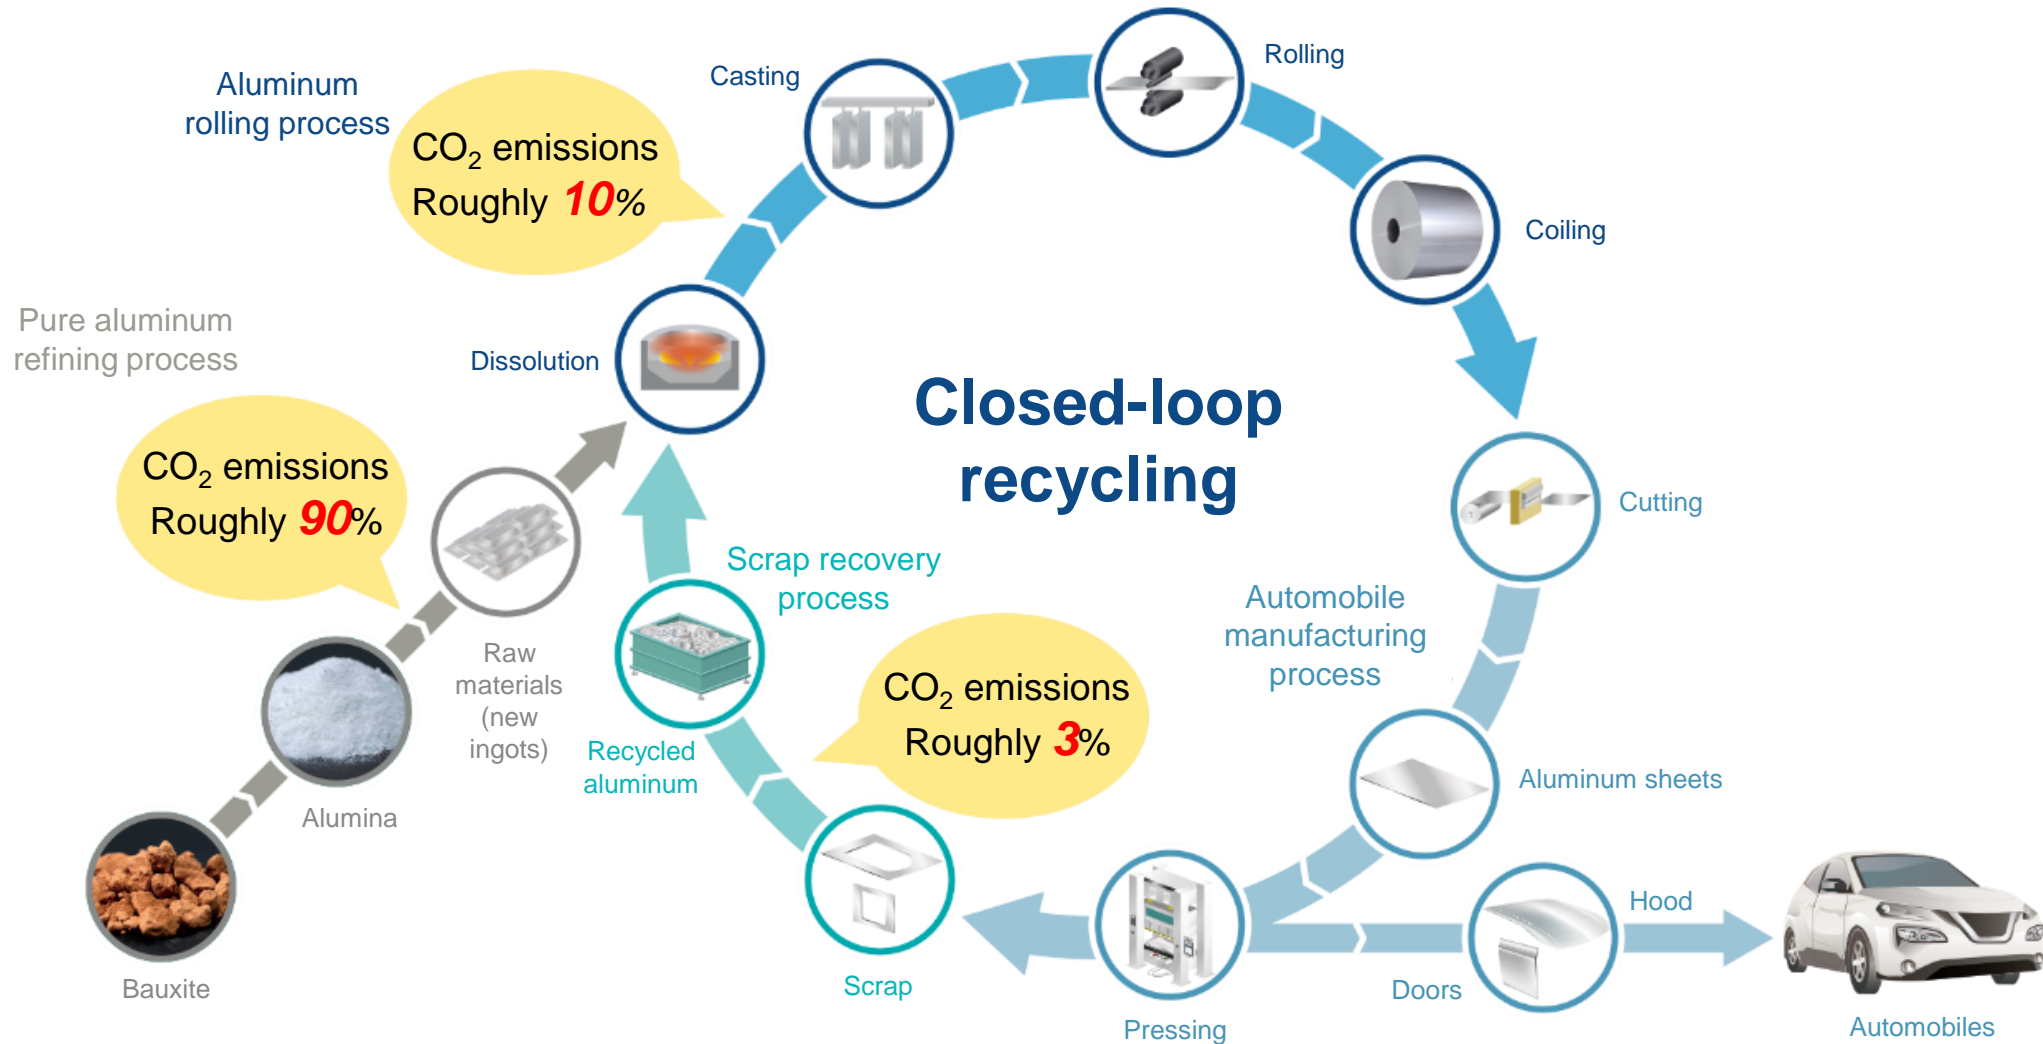 Aluminum
rolling process
CO₂ emissions
Roughly 10%
Casting
Rolling
Coiling
Pure aluminum
refining process
Dissolution
Closed-loop
recycling
CO₂ emissions
Roughly 90%
Cutting
Scrap recovery
process
Automobile
manufacturing
process
Raw
materials
(new
ingots)
CO₂ emissions
Roughly 3%
Recycled
aluminum
Aluminum sheets
Alumina
Hood
Bauxite
Scrap
Doors
Pressing
Automobiles